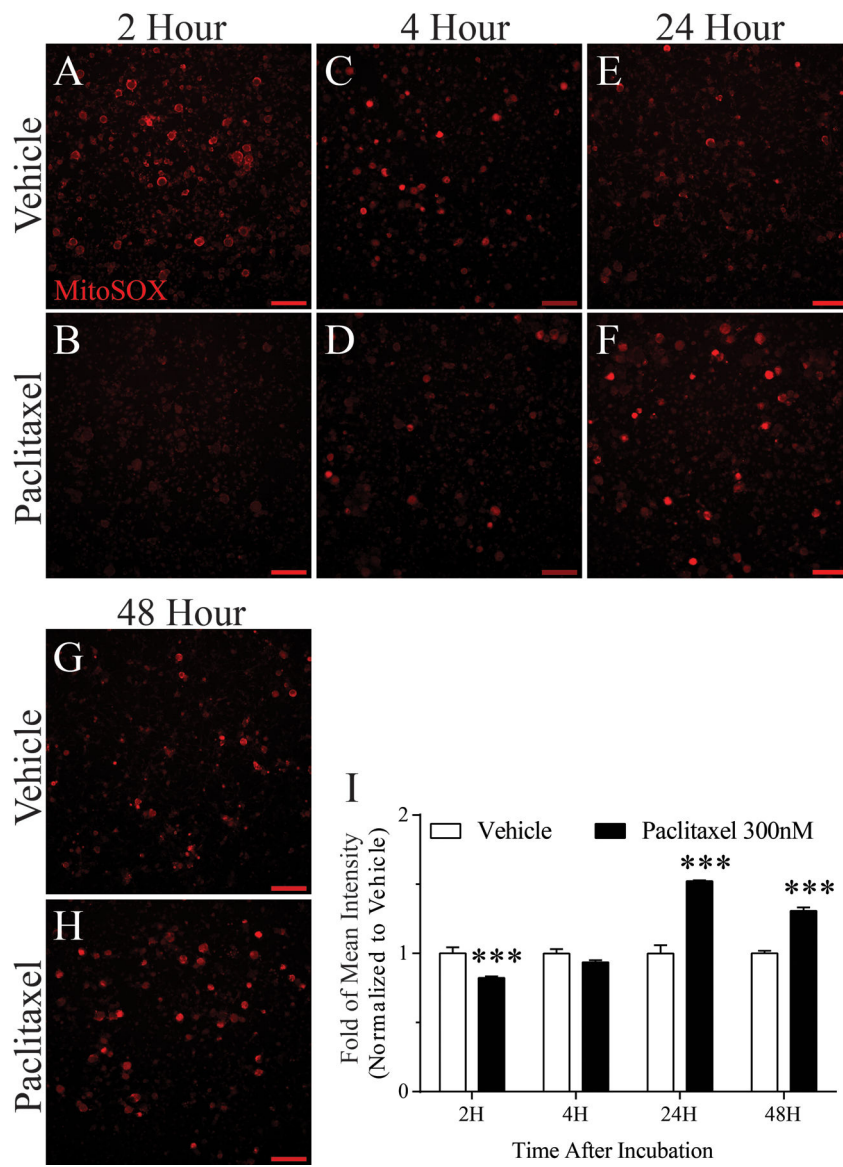 2 Hour
4 Hour
24 Hour
Vehicle
A
C
E
MitoSOX
Paclitaxel
B
D
F
48 Hour
Vehicle
G
Paclitaxel
H
I
Fold of Mean Intensity
(Normalized to Vehicle)
2
1
0
Vehicle
Paclitaxel 300nM
***
***
***
2H
4H
24H
48H
Time After Incubation